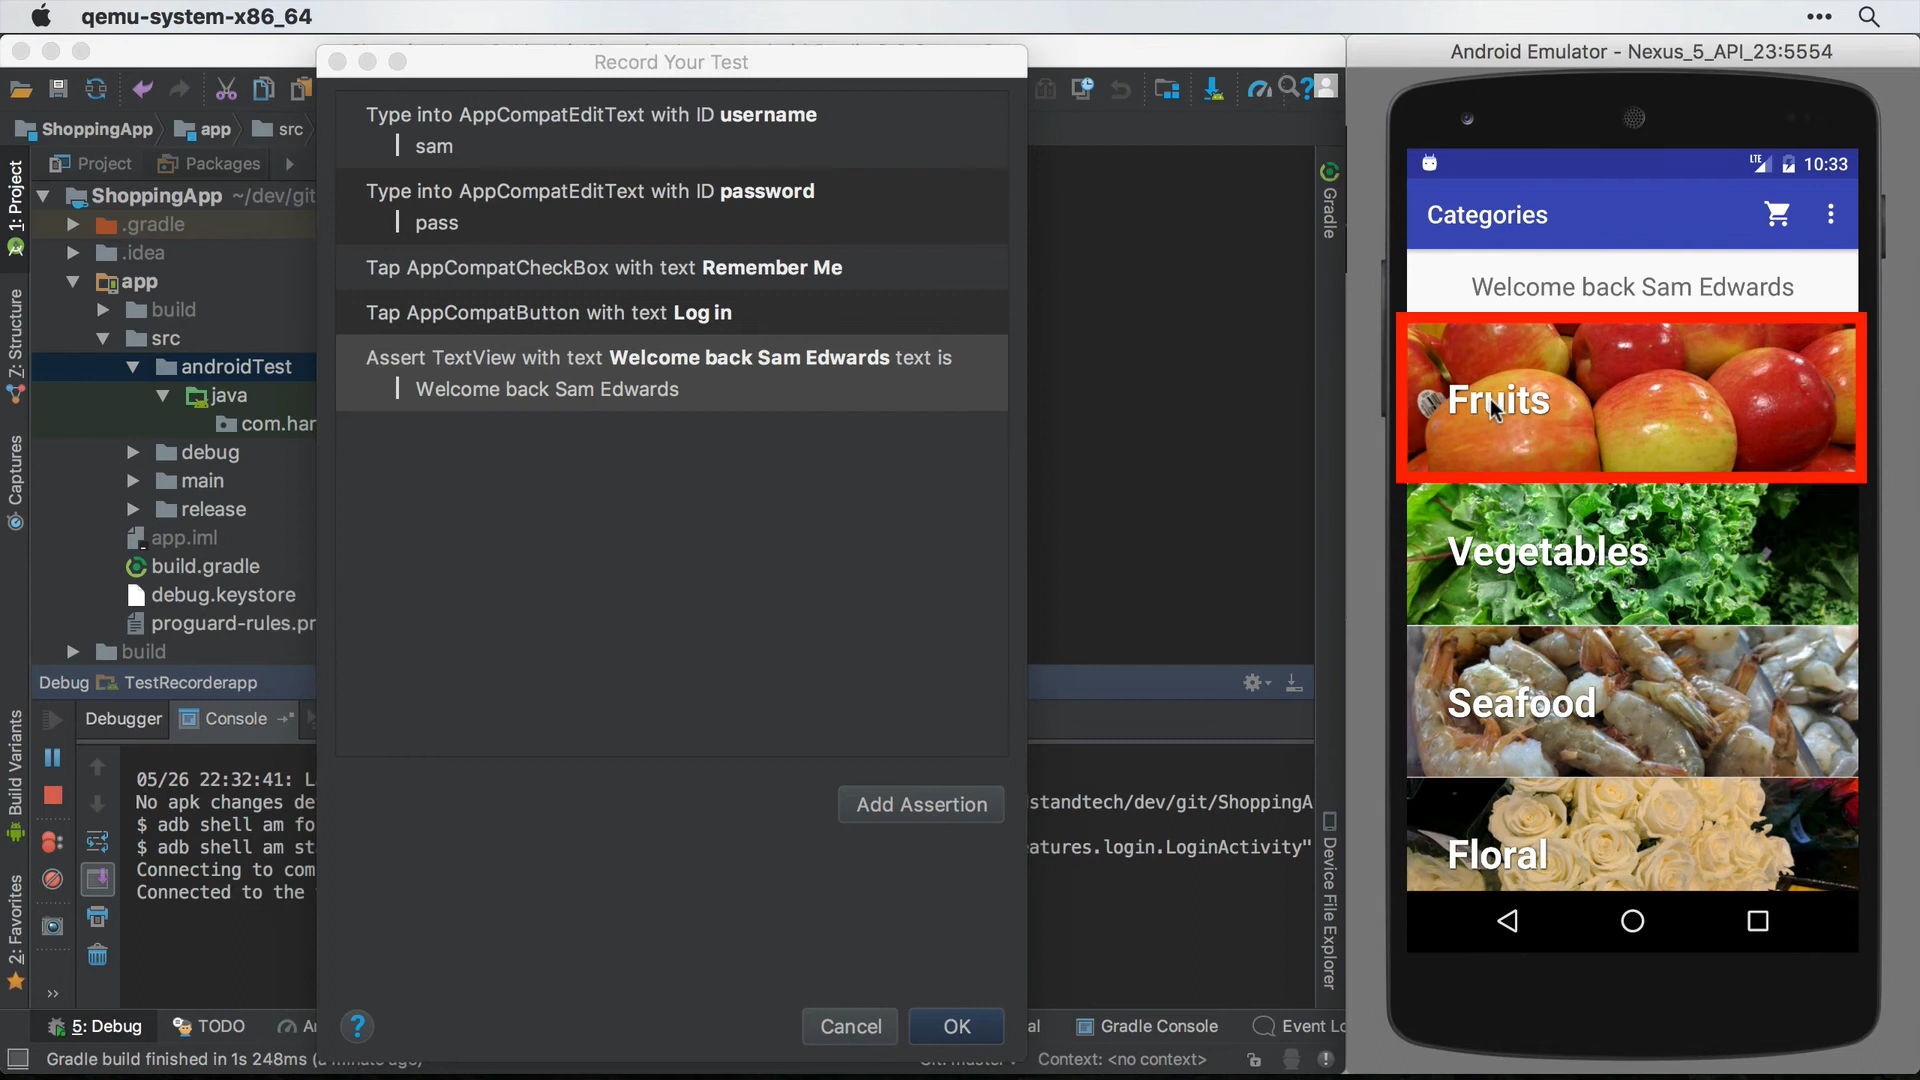 qemu-system-x86_64
Record Your Test
Android Emulator - Nexus_5_API_23:5554
ShoppingApp
app
src
Project
Packages
ShoppingApp ~/dev/git
.gradle
.idea
app
build
src
androidTest
java
com.har
debug
main
release
app.iml
build.gradle
debug.keystore
proguard-rules.pr
build
1: Project
Z: Structure
Captures
Build Variants
2: Favorites
Type into AppCompatEditText with ID username
sam
Type into AppCompatEditText with ID password
pass
Tap AppCompatCheckBox with text Remember Me
Tap AppCompatButton with text Log in
Assert TextView with text Welcome back Sam Edwards text is
Welcome back Sam Edwards
Add Assertion
Cancel
OK
?
Gradle
Device File Explorer
Debug TestRecorderapp
Debugger
Console
05/26 22:32:41:
No apk changes de
$ adb shell am fo
$ adb shell am st
Connecting to com
Connected to the
standtech/dev/git/ShoppingA
eatures.login.LoginActivity"
5: Debug
TODO
al
Gradle Console
Event Lo
Gradle build finished in 1s 248ms (a minute ago)
Git: master
Context: <no context>
LTE
10:33
Categories
Welcome back Sam Edwards
Fruits
Vegetables
Seafood
Floral